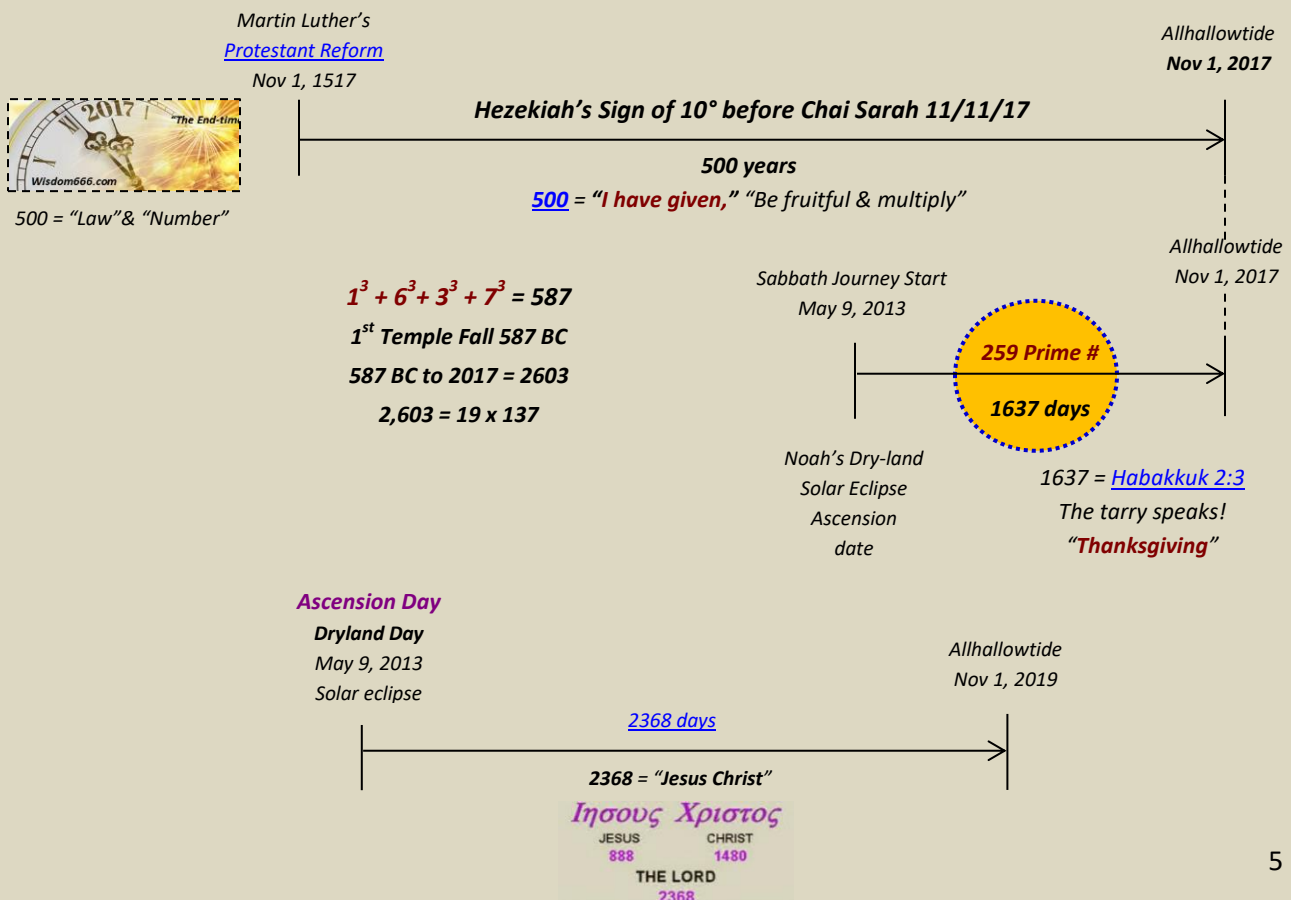 Martin Luther’s
Protestant Reform
Nov 1, 1517
Allhallowtide
Nov 1, 2017
2017
"The End-tim
Wisdom666.com
500 = “Law”& “Number”
Hezekiah’s Sign of 10° before Chai Sarah 11/11/17
500 years
500 = “I have given,” “Be fruitful & multiply”
1³ + 6³+ 3³ + 7³ = 587
1st Temple Fall 587 BC
587 BC to 2017 = 2603
2,603 = 19 x 137
Sabbath Journey Start
May 9, 2013
Allhallowtide
Nov 1, 2017
259 Prime #
1637 days
Noah’s Dry-land
Solar Eclipse
Ascension
date
1637 = Habakkuk 2:3
The tarry speaks!
“Thanksgiving”
Ascension Day
Dryland Day
May 9, 2013
Solar eclipse
Allhallowtide
Nov 1, 2019
2368 days
2368 = “Jesus Christ”
Ιησους Χριστος
JESUS CHRIST
888 1480
THE LORD
2368
5